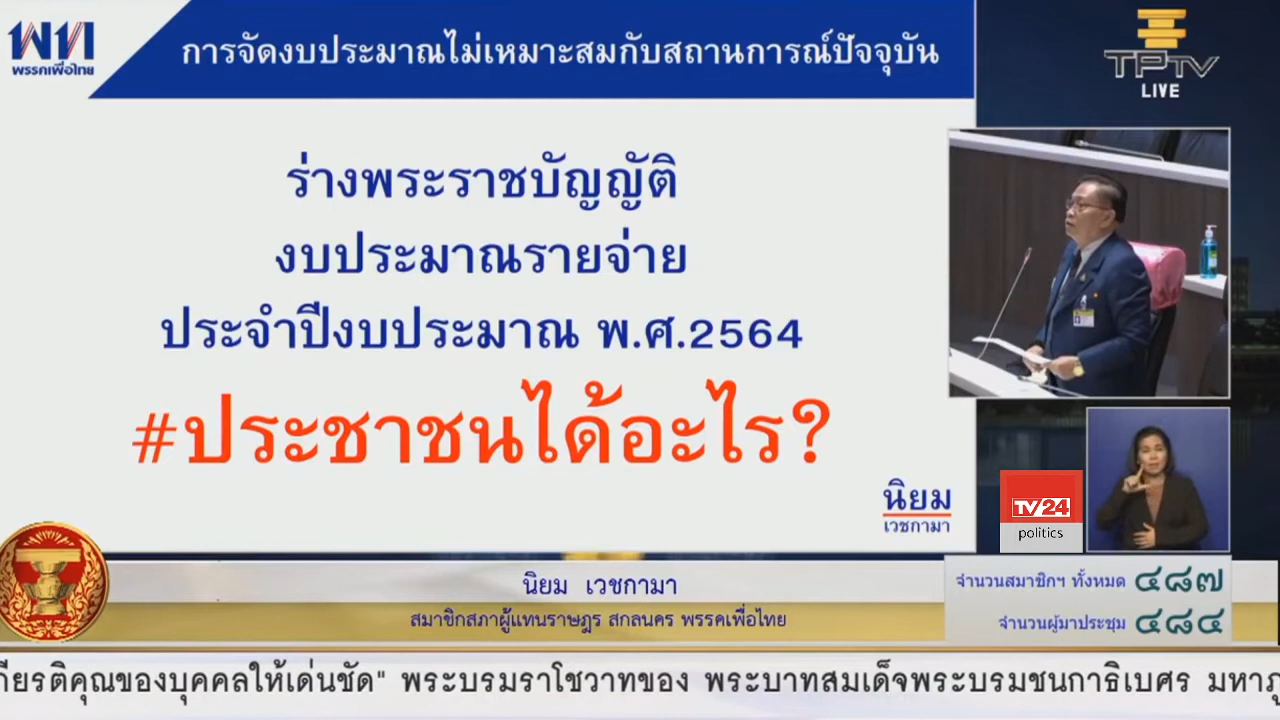 พท
พรรคเพื่อไทย
การจัดงบประมาณไม่เหมาะสมกับสถานการณ์ปัจจุบัน
TPTV
LIVE
ร่างพระราชบัญญัติ
งบประมาณรายจ่าย
ประจำปีงบประมาณ พ.ศ.2564
#ประชาชนได้อะไร?
นิยม
เวชกามา
TV24
politics
นิยม เวชกามา
สมาชิกสภาผู้แทนราษฎร สกลนคร พรรคเพื่อไทย
จำนวนสมาชิกฯ ทั้งหมด ๔๘๗
จำนวนผู้มาประชุม ๔๘๔
กียรติคุณของบุคคลให้เด่นชัด" พระบรมราโชวาทของ พระบาทสมเด็จพระบรมชนกาธิเบศร มหาภู